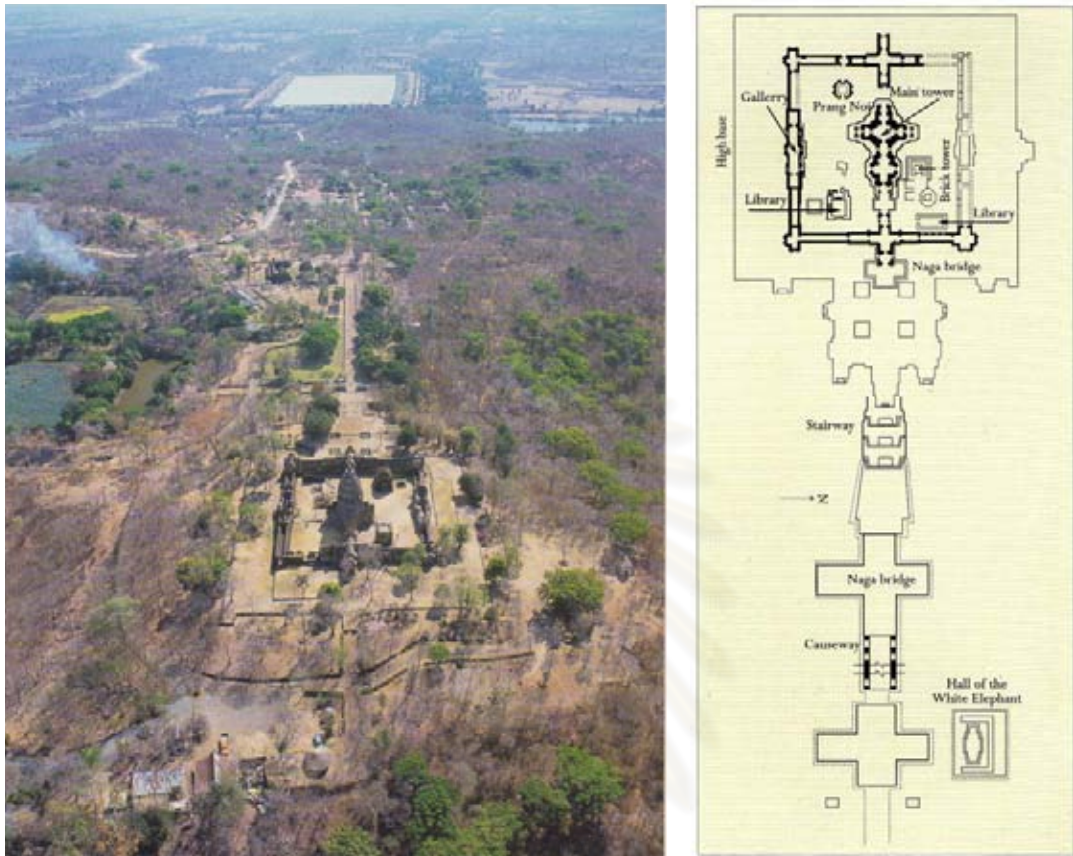 Main tower
Gallerry
Prang Noi
High base
Brick tower
Library
Library
Naga bridge
Stairway
N
Naga bridge
Causeway
Hall of the
White Elephant